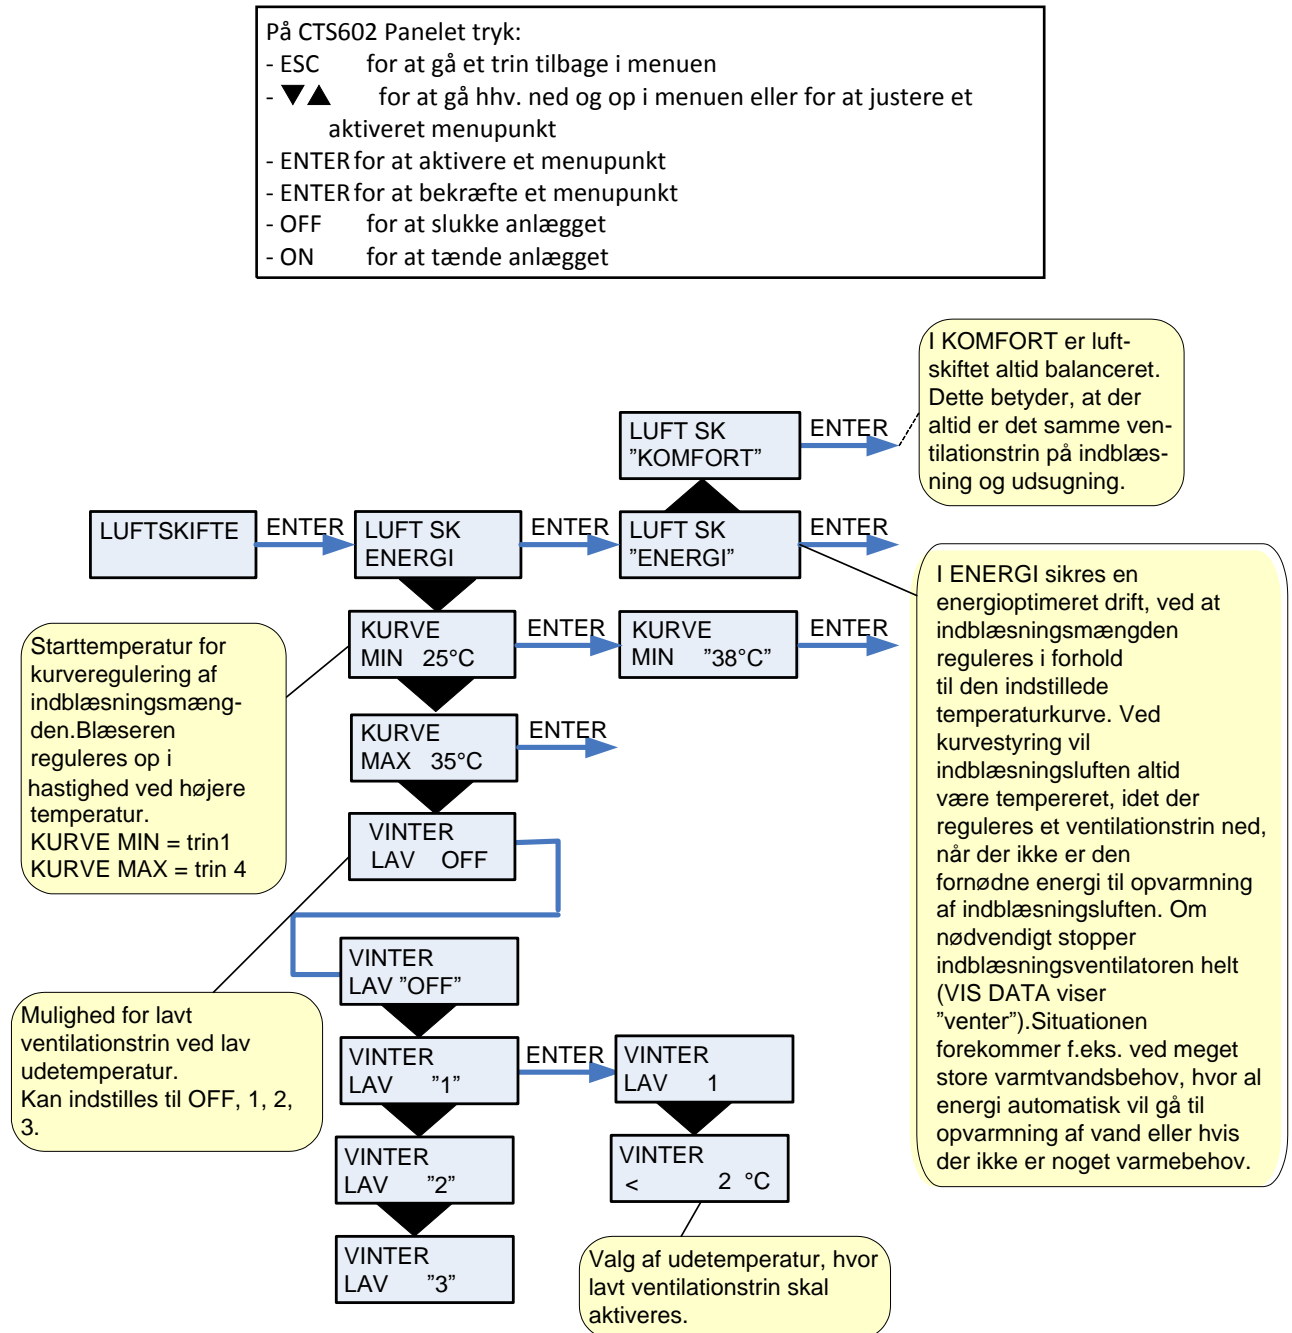 På CTS602 Panelet tryk:
- ESC for at gå et trin tilbage i menuen
- ▼▲ for at gå hhv. ned og op i menuen eller for at justere et
aktiveret menupunkt
- ENTER for at aktivere et menupunkt
- ENTER for at bekræfte et menupunkt
- OFF for at slukke anlægget
- ON for at tænde anlægget
I KOMFORT er luft-
skiftet altid balanceret.
Dette betyder, at der
altid er det samme ven-
tilationstrin på indblæs-
ning og udsugning.
LUFT SK
"KOMFORT"
ENTER
LUFTSKIFTE
ENTER
LUFT SK
ENERGI
ENTER
LUFT SK
"ENERGI"
ENTER
I ENERGI sikres en
energioptimeret drift, ved at
indblæsningsmængden
reguleres i forhold
til den indstillede
temperaturkurve. Ved
kurvestyring vil
indblæsningsluften altid
være tempereret, idet der
reguleres et ventilationstrin ned,
når der ikke er den
fornødne energi til opvarmning
af indblæsningsluften. Om
nødvendigt stopper
indblæsningsventilatoren helt
(VIS DATA viser
"venter").Situationen
forekommer f.eks. ved meget
store varmtvandsbehov, hvor al
energi automatisk vil gå til
opvarmning af vand eller hvis
der ikke er noget varmebehov.
Starttemperatur for
kurveregulering af
indblæsningsmæng-
den.Blæseren
reguleres op i
hastighed ved højere
temperatur.
KURVE MIN = trin1
KURVE MAX = trin 4
KURVE
MIN 25°C
ENTER
KURVE
MIN "38°C"
ENTER
KURVE
MAX 35°C
ENTER
VINTER
LAV OFF
VINTER
LAV "OFF"
Mulighed for lavt
ventilationstrin ved lav
udetemperatur.
Kan indstilles til OFF, 1, 2,
3.
VINTER
LAV "1"
ENTER
VINTER
LAV 1
VINTER
LAV "2"
VINTER
< 2 °C
VINTER
LAV "3"
Valg af udetemperatur, hvor
lavt ventilationstrin skal
aktiveres.